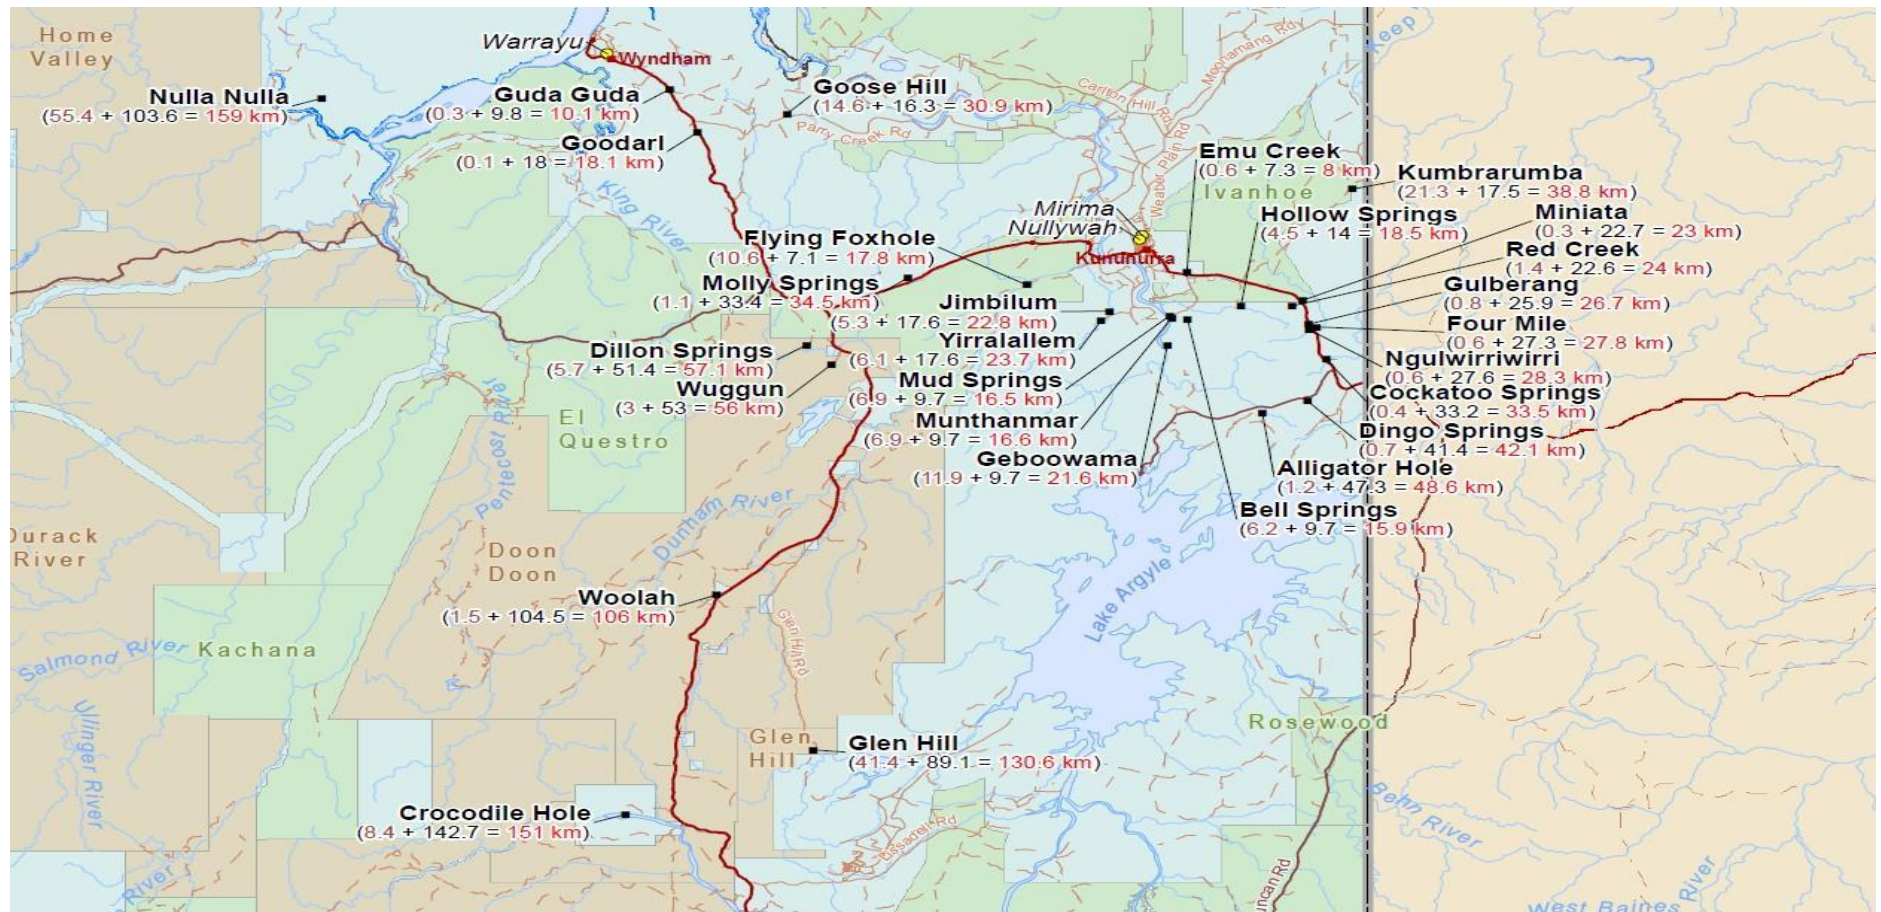 Home
Valley
Warrayu
Wyndham
Nulla Nulla
(55.4 + 103.6 = 159 km)
Guda Guda
(0.3 + 9.8 = 10.1 km)
Goose Hill
(14.6 + 16.3 = 30.9 km)
Goodarl
(0.1 + 18 = 18.1 km)
Parry Creek Rd
Carlton Hill Rd
Moonamang Rd
Weaber Plain Rd
Keep
King River
Emu Creek
(0.6 + 7.3 = 8 km)
Ivanhoe
Kumbrarumba
(21.3 + 17.5 = 38.8 km)
Mirima
Nullywah
Kununurra
Hollow Springs
(4.5 + 14 = 18.5 km)
Miniata
(0.3 + 22.7 = 23 km)
Red Creek
(1.4 + 22.6 = 24 km)
Flying Foxhole
(10.6 + 7.1 = 17.8 km)
Molly Springs
(1.1 + 33.4 = 34.5 km)
Gulberang
(0.8 + 25.9 = 26.7 km)
Jimbilum
(5.3 + 17.6 = 22.8 km)
Four Mile
(0.6 + 27.3 = 27.8 km)
Yirralallem
(6.1 + 17.6 = 23.7 km)
Dillon Springs
(5.7 + 51.4 = 57.1 km)
Ngulwirriwirri
(0.6 + 27.6 = 28.3 km)
Wuggun
(3 + 53 = 56 km)
Mud Springs
(6.9 + 9.7 = 16.5 km)
Cockatoo Springs
(0.4 + 33.2 = 33.5 km)
El
Questro
Pentecost River
Munthanmar
(6.9 + 9.7 = 16.6 km)
Dingo Springs
(0.7 + 41.4 = 42.1 km)
Geboowama
(11.9 + 9.7 = 21.6 km)
Alligator Hole
(1.2 + 47.3 = 48.6 km)
Bell Springs
(6.2 + 9.7 = 15.9 km)
Dunham River
Durack
River
Doon
Doon
Lake Argyle
Woolah
(1.5 + 104.5 = 106 km)
Glen Hill Rd
Salmond River
Kachana
Ullinger River
Rosewood
Glen
Hill
Glen Hill
(41.4 + 89.1 = 130.6 km)
Crocodile Hole
(8.4 + 142.7 = 151 km)
Lissadell Rd
Behn River
River
uncan Rd
West Baines River